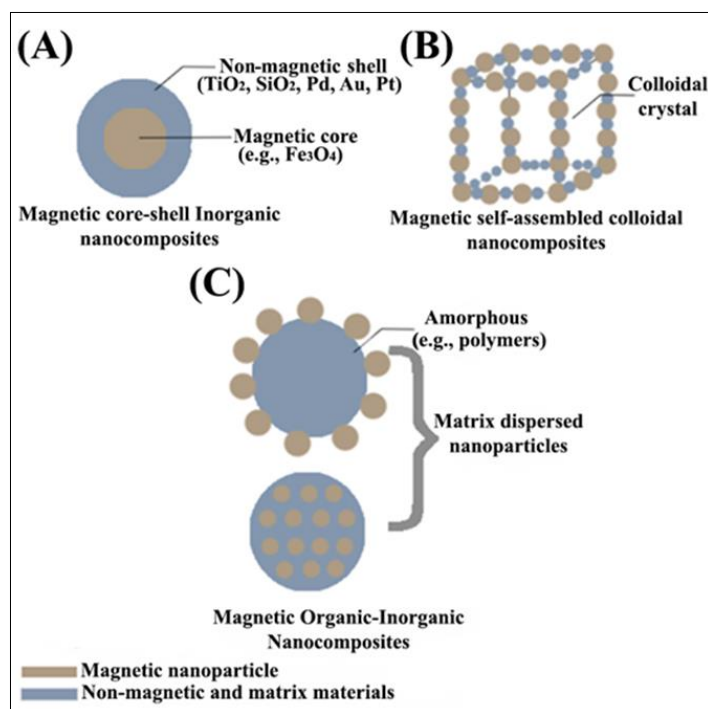 (A)
Non-magnetic shell
(TiO₂, SiO₂, Pd, Au, Pt)
Magnetic core
(e.g., Fe₃O₄)
Magnetic core-shell Inorganic
nanocomposites
(B)
Colloidal
crystal
Magnetic self-assembled colloidal
nanocomposites
(C)
Amorphous
(e.g., polymers)
Matrix dispersed
nanoparticles
Magnetic Organic-Inorganic
Nanocomposites
Magnetic nanoparticle
Non-magnetic and matrix materials